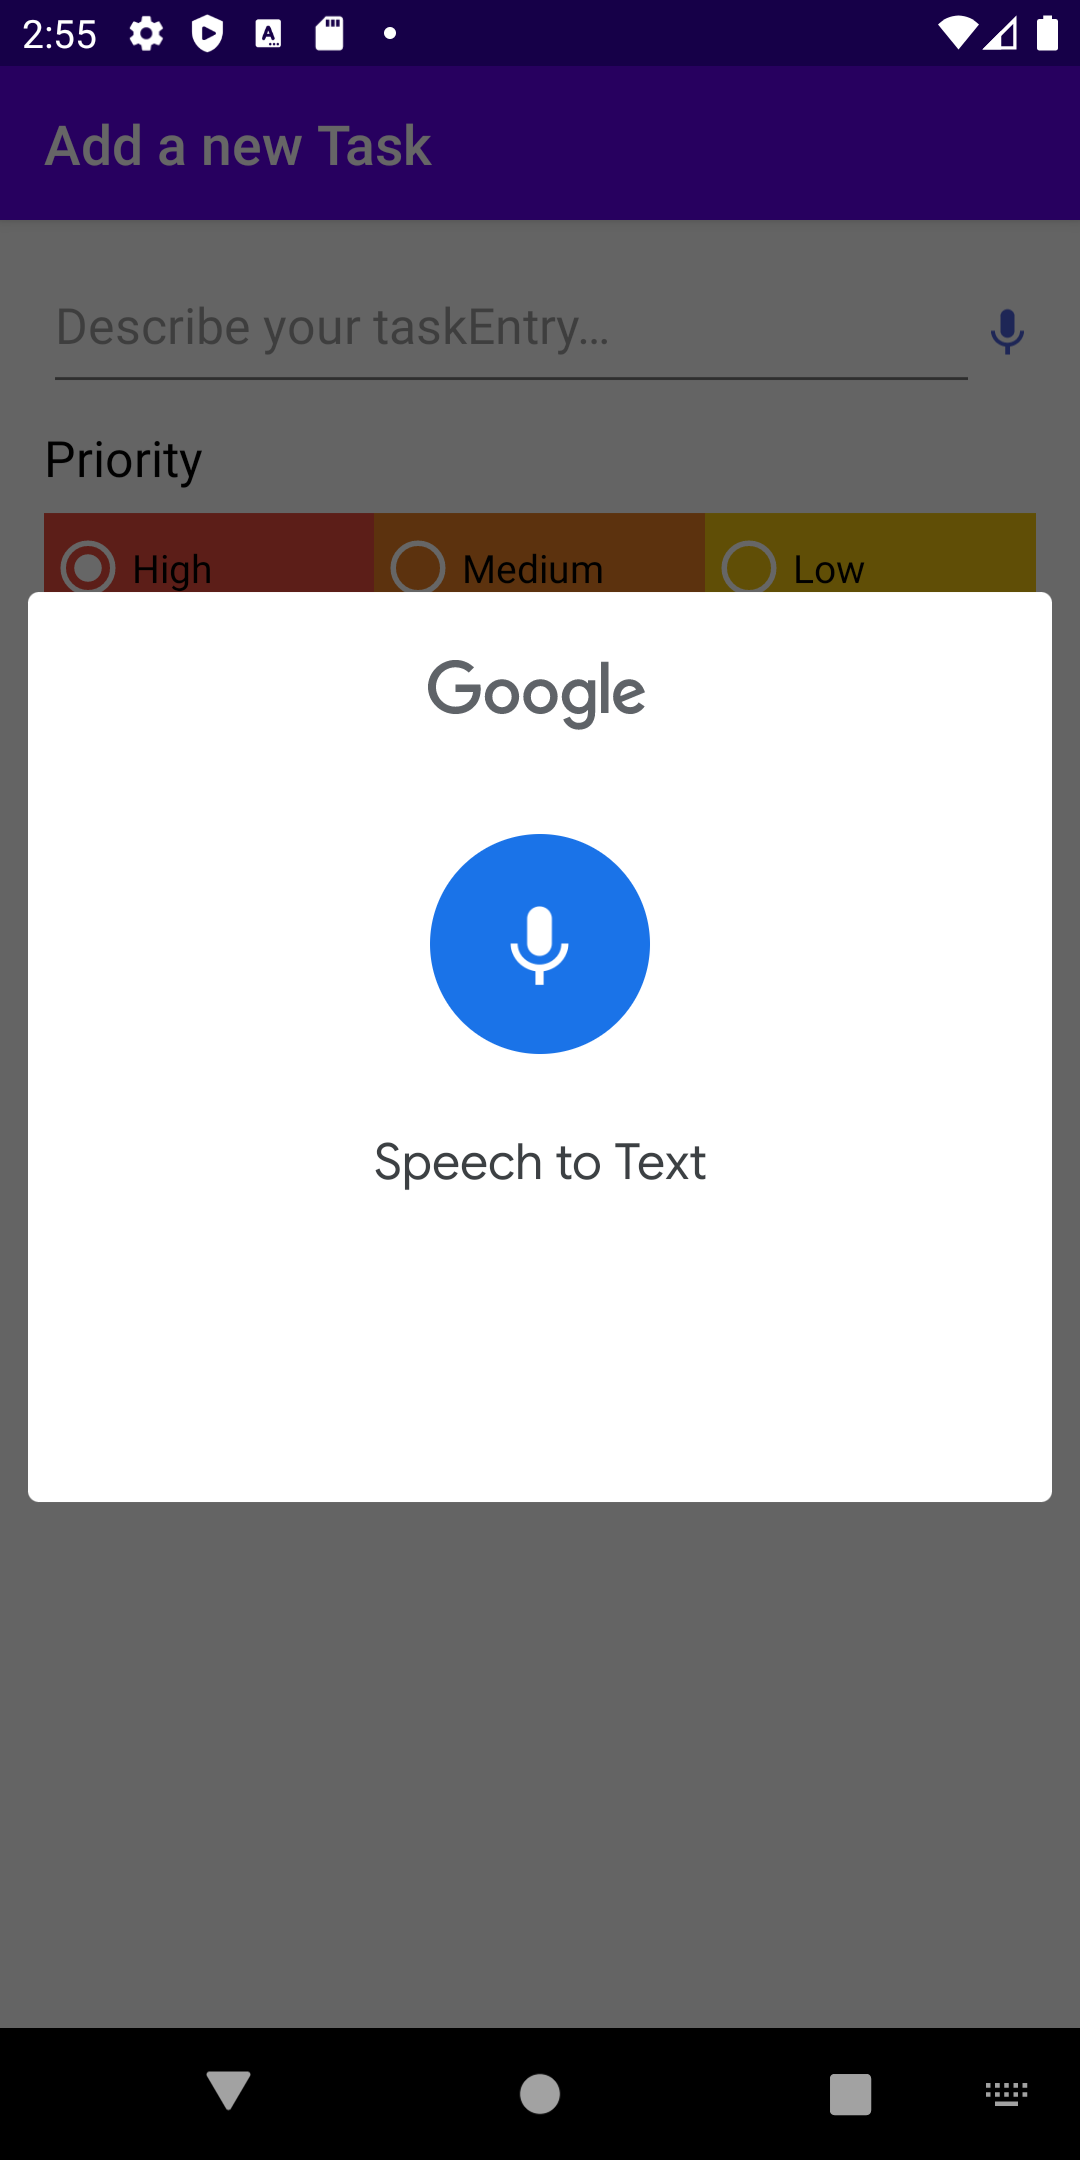 2:55
Add a new Task
Describe your taskEntry...
Priority
High Medium Low
Google
Speech to Text